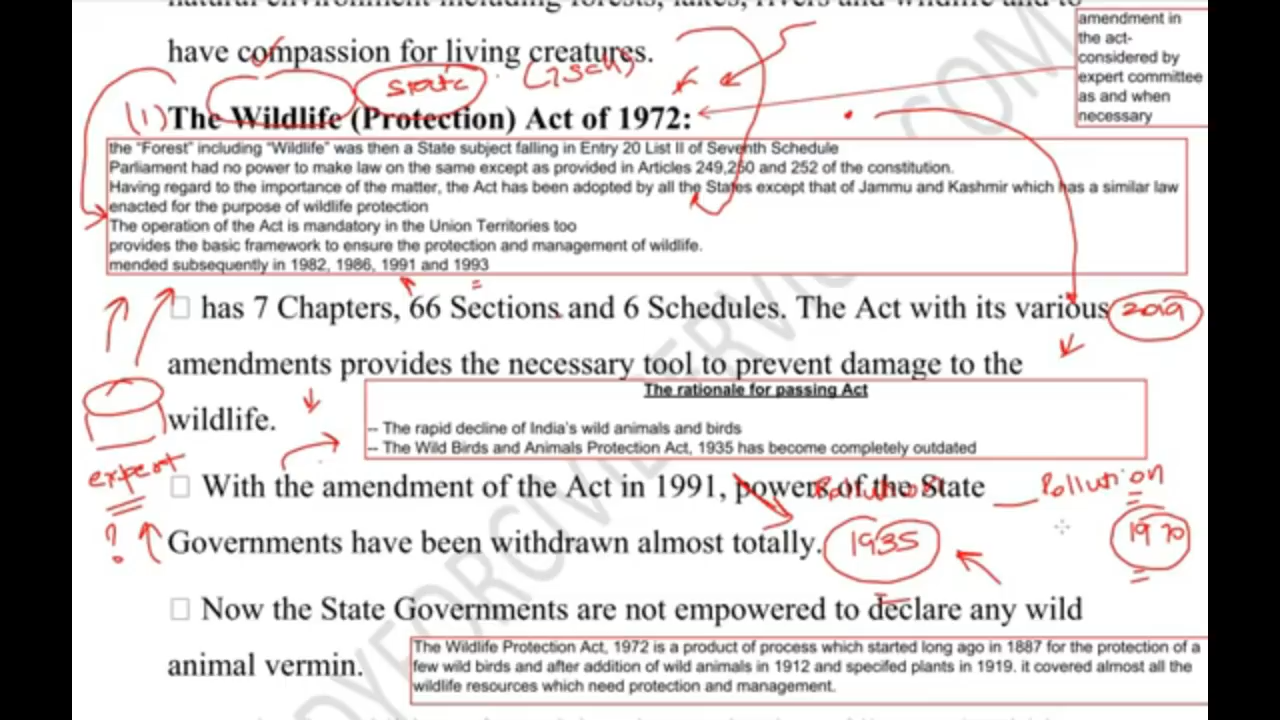 have compassion for living creatures.
amendment in
the act-
considered by
expert committee
as and when
necessary
state
(7 sch)
(1) The Wildlife (Protection) Act of 1972:
the "Forest" including "Wildlife" was then a State subject falling in Entry 20 List II of Seventh Schedule
Parliament had no power to make law on the same except as provided in Articles 249,250 and 252 of the constitution.
Having regard to the importance of the matter, the Act has been adopted by all the States except that of Jammu and Kashmir which has a similar law
enacted for the purpose of wildlife protection
The operation of the Act is mandatory in the Union Territories too
provides the basic framework to ensure the protection and management of wildlife.
mended subsequently in 1982, 1986, 1991 and 1993
has 7 Chapters, 66 Sections and 6 Schedules. The Act with its various
2019
amendments provides the necessary tool to prevent damage to the
wildlife.
The rationale for passing Act
-- The rapid decline of India's wild animals and birds
-- The Wild Birds and Animals Protection Act, 1935 has become completely outdated
expert
?
With the amendment of the Act in 1991, powers of the State
Pollution
Pollution
Governments have been withdrawn almost totally.
1935
1970
Now the State Governments are not empowered to declare any wild
animal vermin.
The Wildlife Protection Act, 1972 is a product of process which started long ago in 1887 for the protection of a
few wild birds and after addition of wild animals in 1912 and specifed plants in 1919. it covered almost all the
wildlife resources which need protection and management.